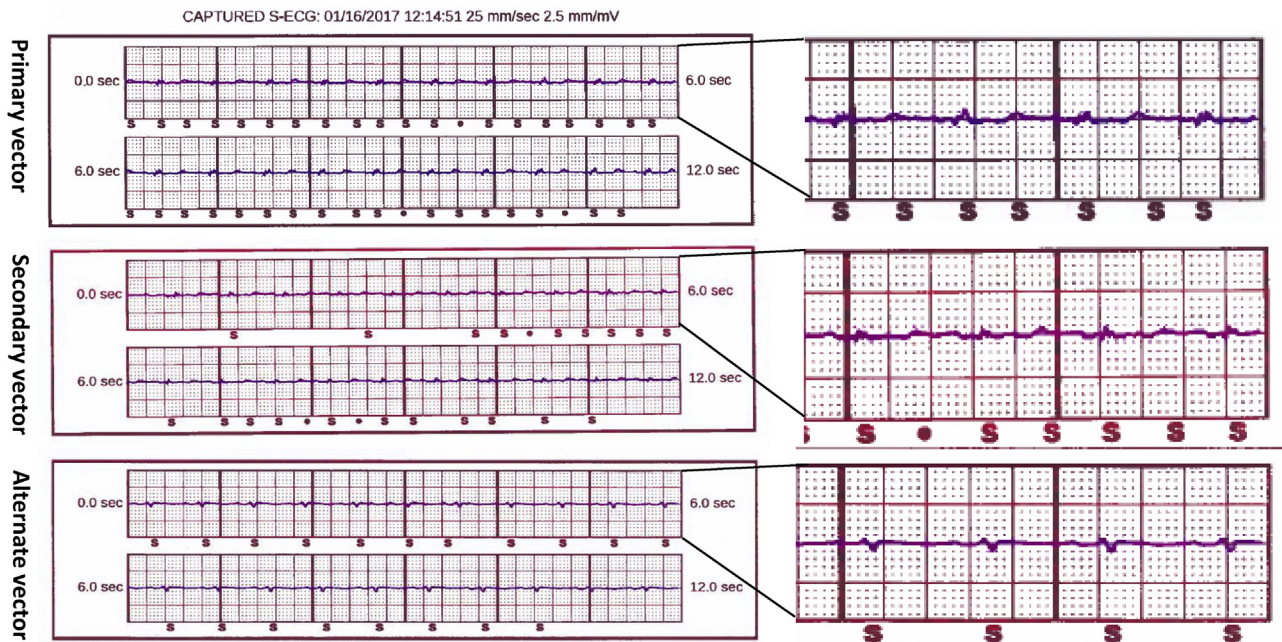 CAPTURED S-ECG: 01/16/2017 12:14:51 25 mm/sec 2.5 mm/mV
Primary vector
0.0 sec
6.0 sec
S S S S S S S S S S S S • S S S S S S S
6.0 sec
12.0 sec
S S S S S S S S S S • S S S S S • S S
S S S S S S S
Secondary vector
0.0 sec
6.0 sec
S S S S • S S S S S
6.0 sec
12.0 sec
S S S S • S • S S S S S S
S • S S S S S
Alternate vector
0.0 sec
6.0 sec
S S S S S S S S S S S
6.0 sec
12.0 sec
S S S S S S S S
S S S S